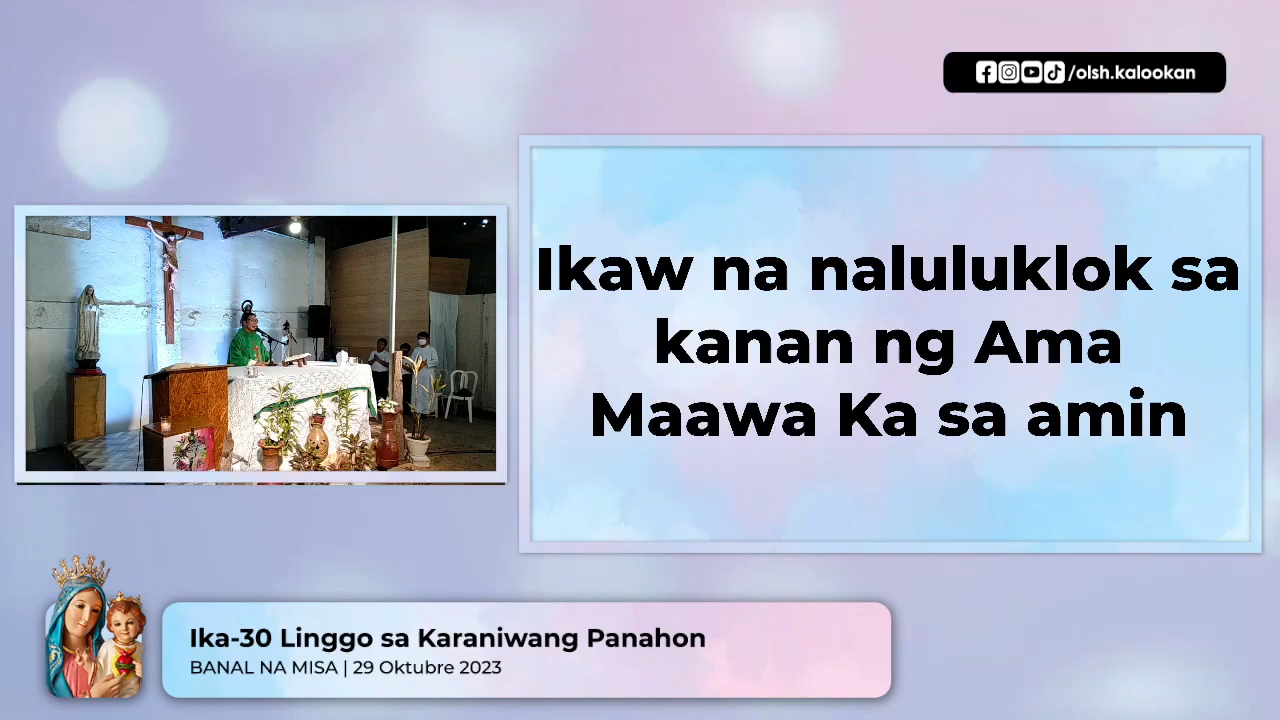 /olsh.kalookan
Ikaw na naluluklok sa
kanan ng Ama
Maawa Ka sa amin
Ika-30 Linggo sa Karaniwang Panahon
BANAL NA MISA | 29 Oktubre 2023